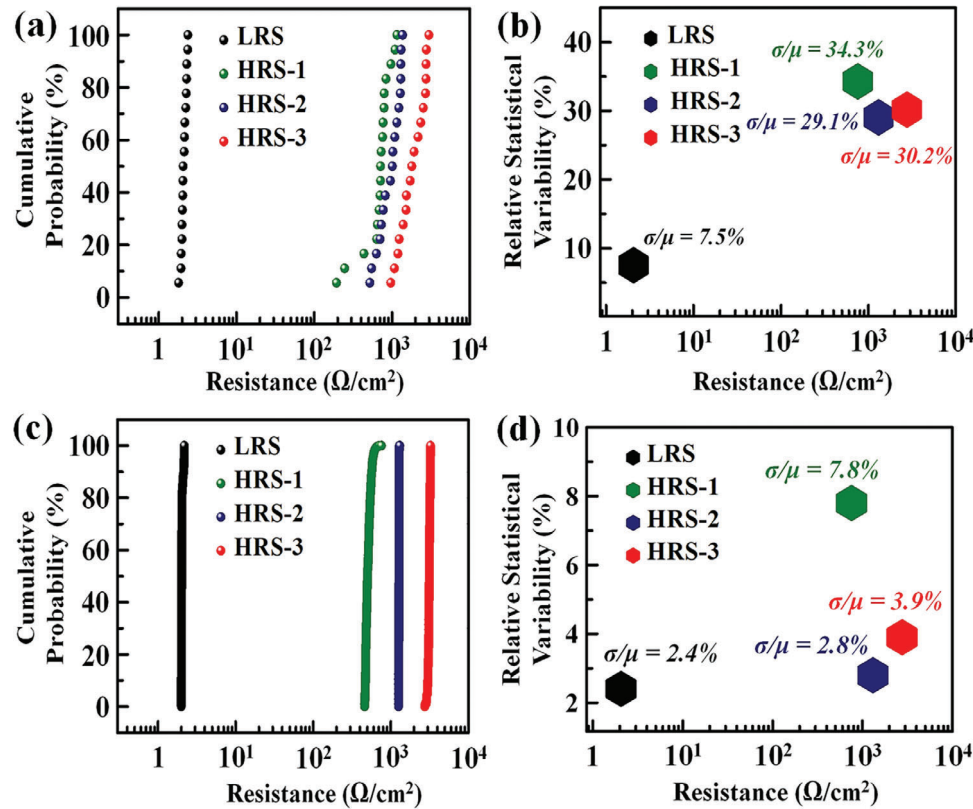 (a)
LRS
HRS-1
HRS-2
HRS-3
100
80
60
40
20
0
Cumulative
Probability (%)
1
10¹
10²
10³
10⁴
Resistance (Ω/cm²)
(b)
LRS
HRS-1
HRS-2
HRS-3
σ/μ = 34.3%
σ/μ = 29.1%
σ/μ = 30.2%
σ/μ = 7.5%
40
30
20
10
Relative Statistical
Variability (%)
1
10¹
10²
10³
10⁴
Resistance (Ω/cm²)
(c)
LRS
HRS-1
HRS-2
HRS-3
100
80
60
40
20
0
Cumulative
Probability (%)
1
10¹
10²
10³
10⁴
Resistance (Ω/cm²)
(d)
LRS
HRS-1
HRS-2
HRS-3
σ/μ = 7.8%
σ/μ = 3.9%
σ/μ = 2.8%
σ/μ = 2.4%
10
8
6
4
2
Relative Statistical
Variability (%)
1
10¹
10²
10³
10⁴
Resistance (Ω/cm²)